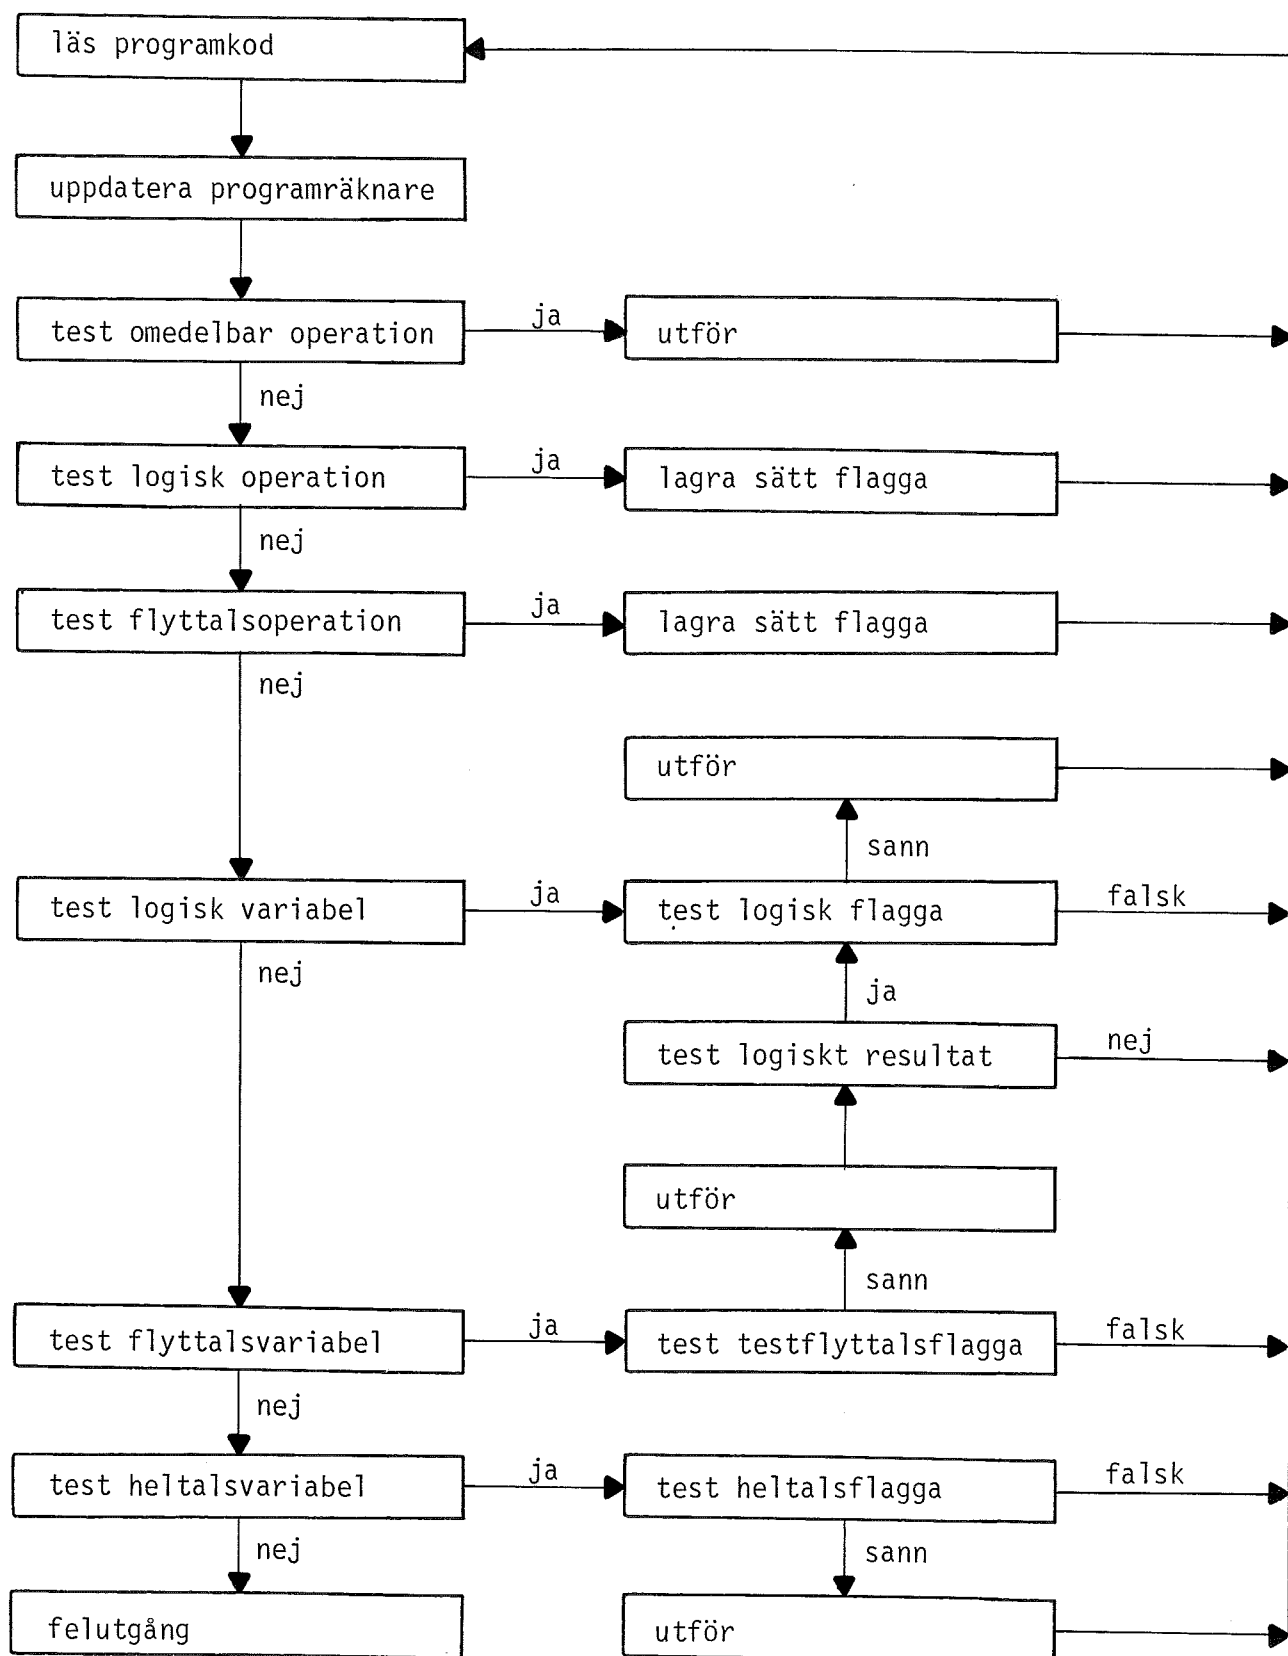 läs programkod
uppdatera programräknare
test omedelbar operation
ja
utför
nej
test logisk operation
ja
lagra sätt flagga
nej
test flyttalsoperation
ja
lagra sätt flagga
nej
utför
sann
test logisk variabel
ja
test logisk flagga
falsk
nej
ja
test logiskt resultat
nej
utför
sann
test flyttalsvariabel
ja
test testflyttalsflagga
falsk
nej
test heltalsvariabel
ja
test heltalsflagga
falsk
nej
sann
felutgång
utför